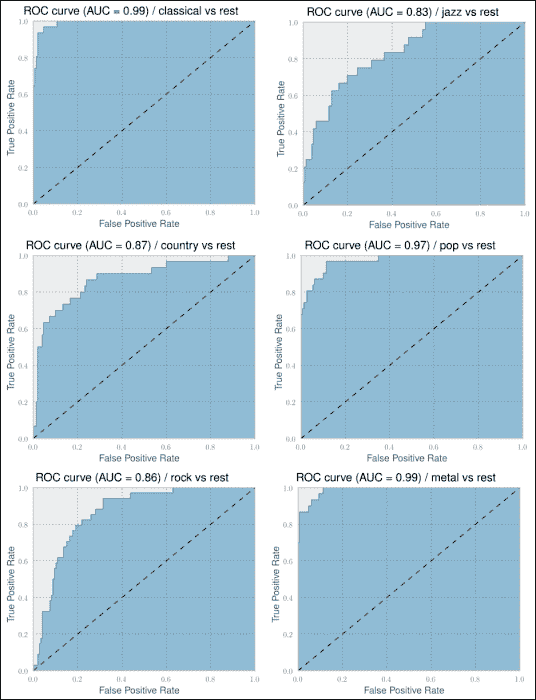 ROC curve (AUC = 0.99) / classical vs rest
True Positive Rate
1.0
0.8
0.6
0.4
0.2
0.0
0.0 0.2 0.4 0.6 0.8 1.0
False Positive Rate
ROC curve (AUC = 0.83) / jazz vs rest
True Positive Rate
1.0
0.8
0.6
0.4
0.2
0.0
0.0 0.2 0.4 0.6 0.8 1.0
False Positive Rate
ROC curve (AUC = 0.87) / country vs rest
True Positive Rate
1.0
0.8
0.6
0.4
0.2
0.0
0.0 0.2 0.4 0.6 0.8 1.0
False Positive Rate
ROC curve (AUC = 0.97) / pop vs rest
True Positive Rate
1.0
0.8
0.6
0.4
0.2
0.0
0.0 0.2 0.4 0.6 0.8 1.0
False Positive Rate
ROC curve (AUC = 0.86) / rock vs rest
True Positive Rate
1.0
0.8
0.6
0.4
0.2
0.0
0.0 0.2 0.4 0.6 0.8 1.0
False Positive Rate
ROC curve (AUC = 0.99) / metal vs rest
True Positive Rate
1.0
0.8
0.6
0.4
0.2
0.0
0.0 0.2 0.4 0.6 0.8 1.0
False Positive Rate